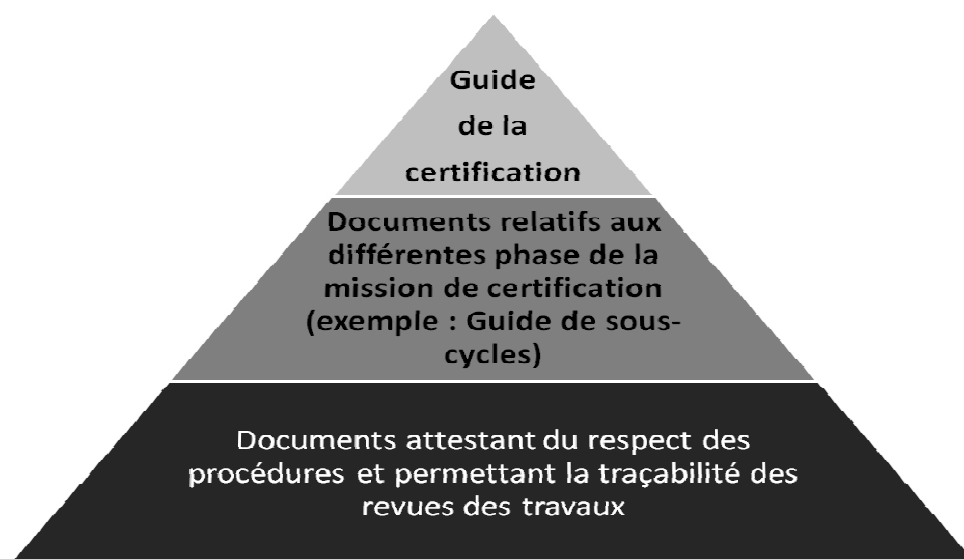 Guide
de la
certification
Documents relatifs aux
différentes phase de la
mission de certification
(exemple : Guide de sous-
cycles)
Documents attestant du respect des
procédures et permettant la traçabilité des
revues des travaux